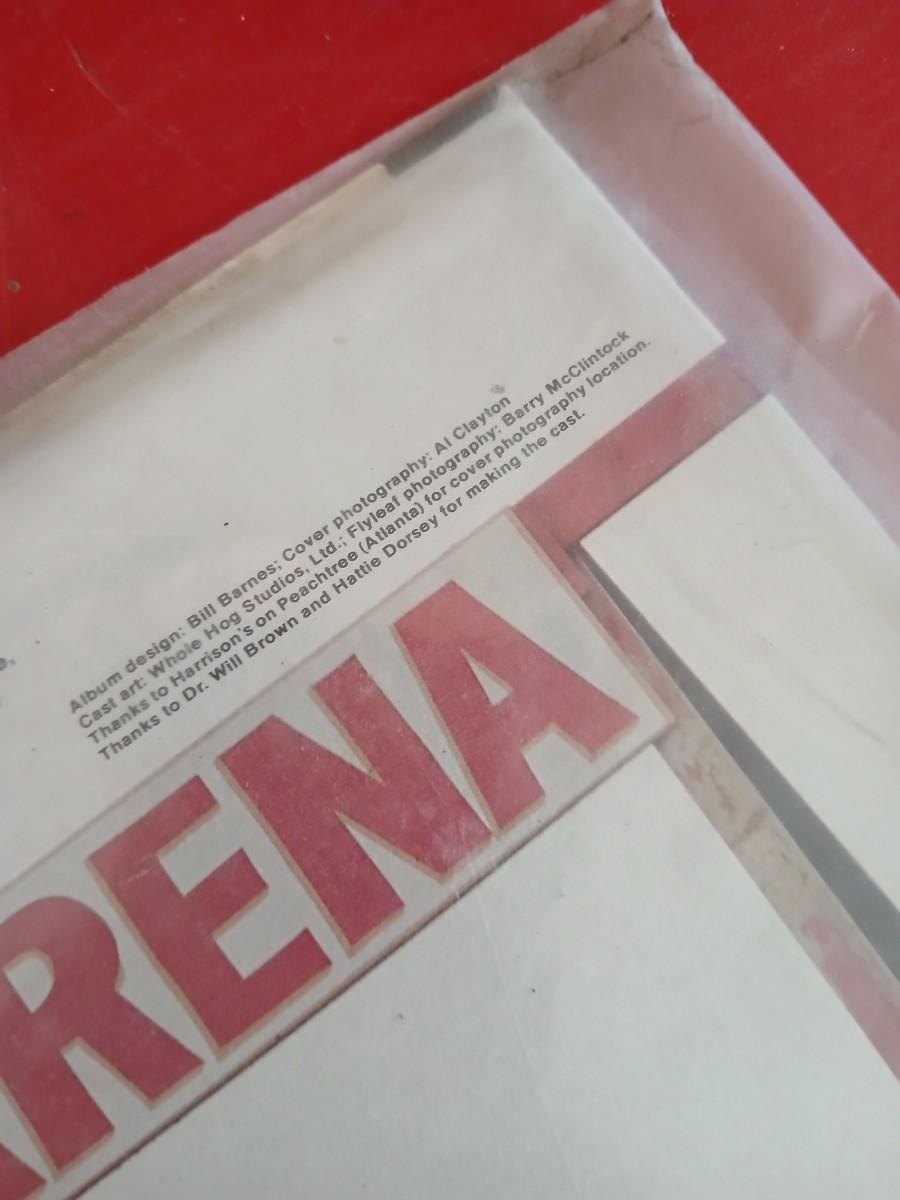 Album design: Bill Barnes; Cover photography: Al Clayton
Cast art: Whole Hog Studios, Ltd.; Flyleaf photography: Barry McClintock
Thanks to Harrison's on Peachtree (Atlanta) for cover photography location.
Thanks to Dr. Will Brown and Hattie Dorsey for making the cast.
ARENA